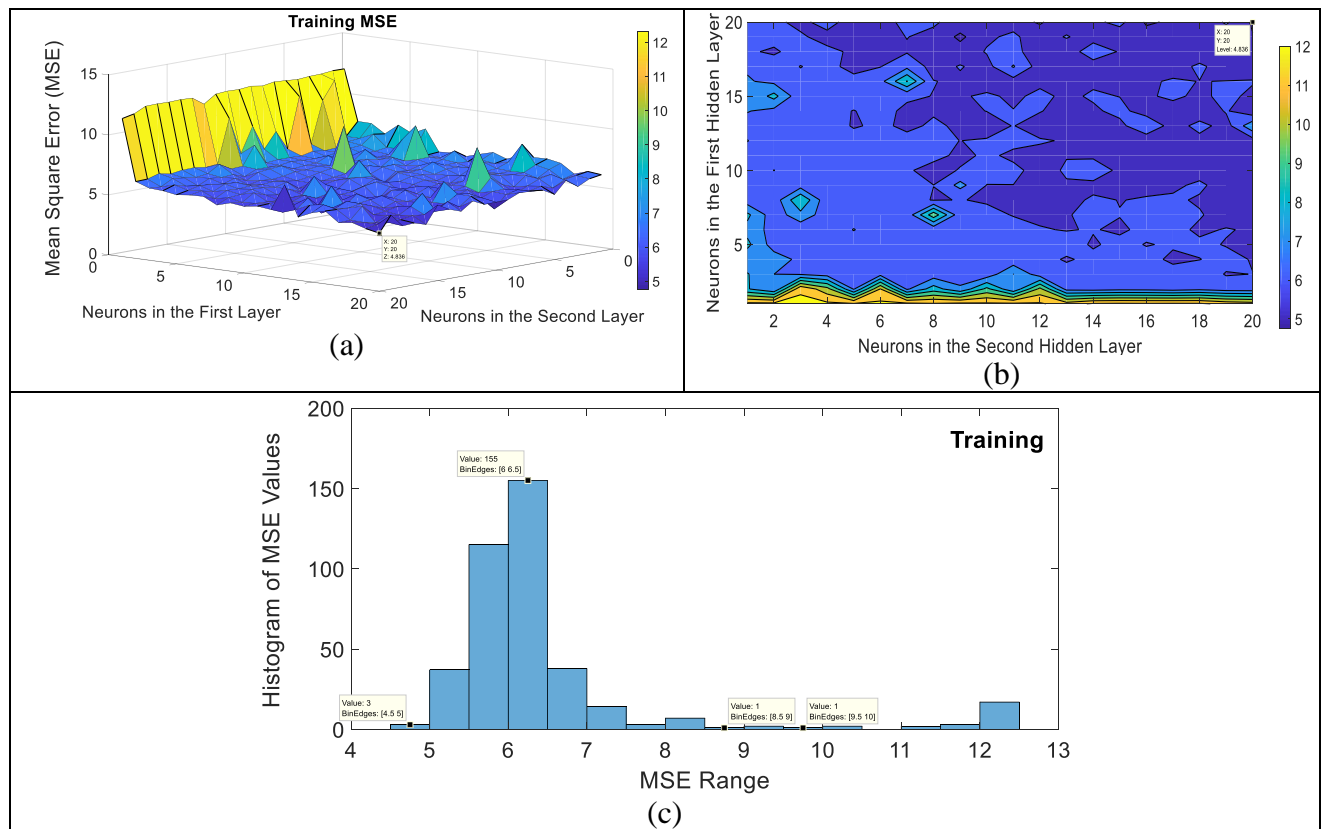 Training MSE
Mean Square Error (MSE)
15
10
5
0
0
5
10
15
20
Neurons in the First Layer
20
15
10
5
0
Neurons in the Second Layer
X: 20
Y: 20
Z: 4.836
12
11
10
9
8
7
6
5
(a)
Neurons in the First Hidden Layer
20
15
10
5
2
4
6
8
10
12
14
16
18
20
Neurons in the Second Hidden Layer
X: 20
Y: 20
Level: 4.836
12
11
10
9
8
7
6
5
(b)
Histogram of MSE Values
200
150
100
50
0
Training
Value: 155
BinEdges: [6 6.5]
Value: 3
BinEdges: [4.5 5]
Value: 1
BinEdges: [8.5 9]
Value: 1
BinEdges: [9.5 10]
4
5
6
7
8
9
10
11
12
13
MSE Range
(c)